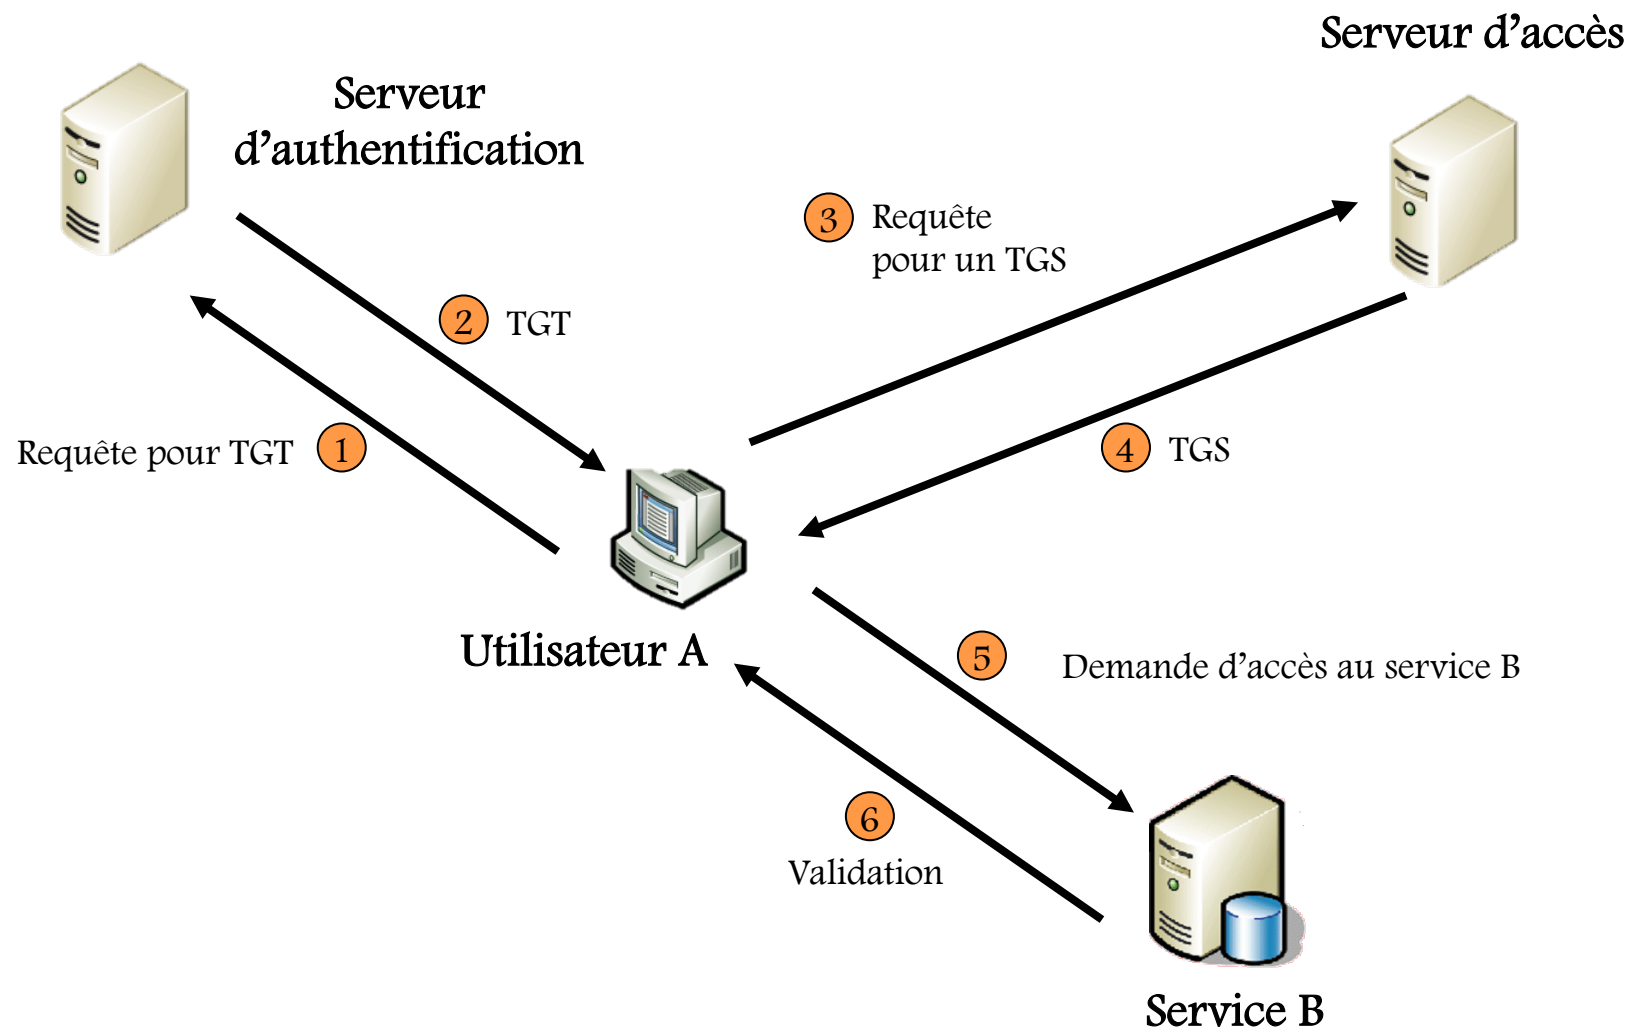 Serveur d’accès
Serveur
d’authentification
3 Requête
pour un TGS
2 TGT
Requête pour TGT 1
4 TGS
Utilisateur A
5 Demande d’accès au service B
6
Validation
Service B